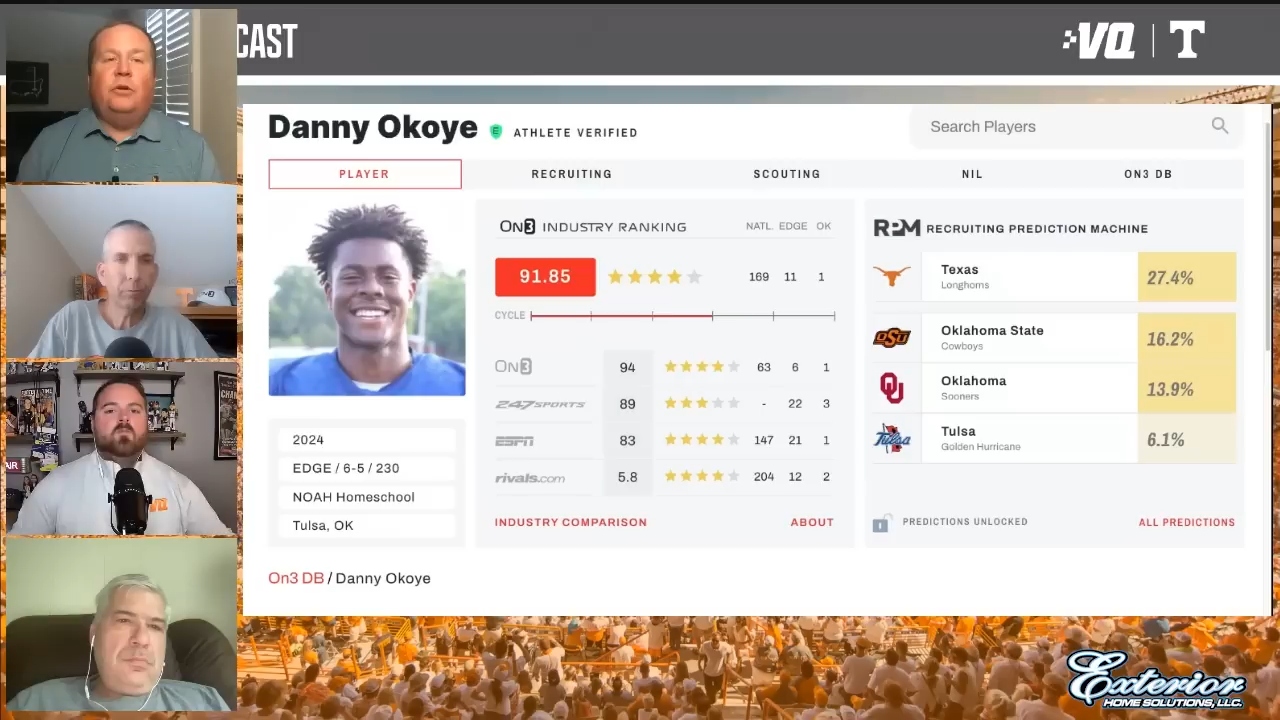 CAST
VQ | T
Danny Okoye
E ATHLETE VERIFIED
Search Players
PLAYER
RECRUITING
SCOUTING
NIL
ON3 DB
On3 INDUSTRY RANKING
NATL. EDGE OK
91.85
169 11 1
CYCLE
On3 94 63 6 1
247SPORTS 89 - 22 3
ESPN 83 147 21 1
rivals.com 5.8 204 12 2
INDUSTRY COMPARISON
ABOUT
2024
EDGE / 6-5 / 230
NOAH Homeschool
Tulsa, OK
RPM RECRUITING PREDICTION MACHINE
Texas
Longhorns
27.4%
OSU
Oklahoma State
Cowboys
16.2%
OU
Oklahoma
Sooners
13.9%
Tulsa
Tulsa
Golden Hurricane
6.1%
PREDICTIONS UNLOCKED
ALL PREDICTIONS
On3 DB / Danny Okoye
VQ
Exterior
HOME SOLUTIONS, LLC.